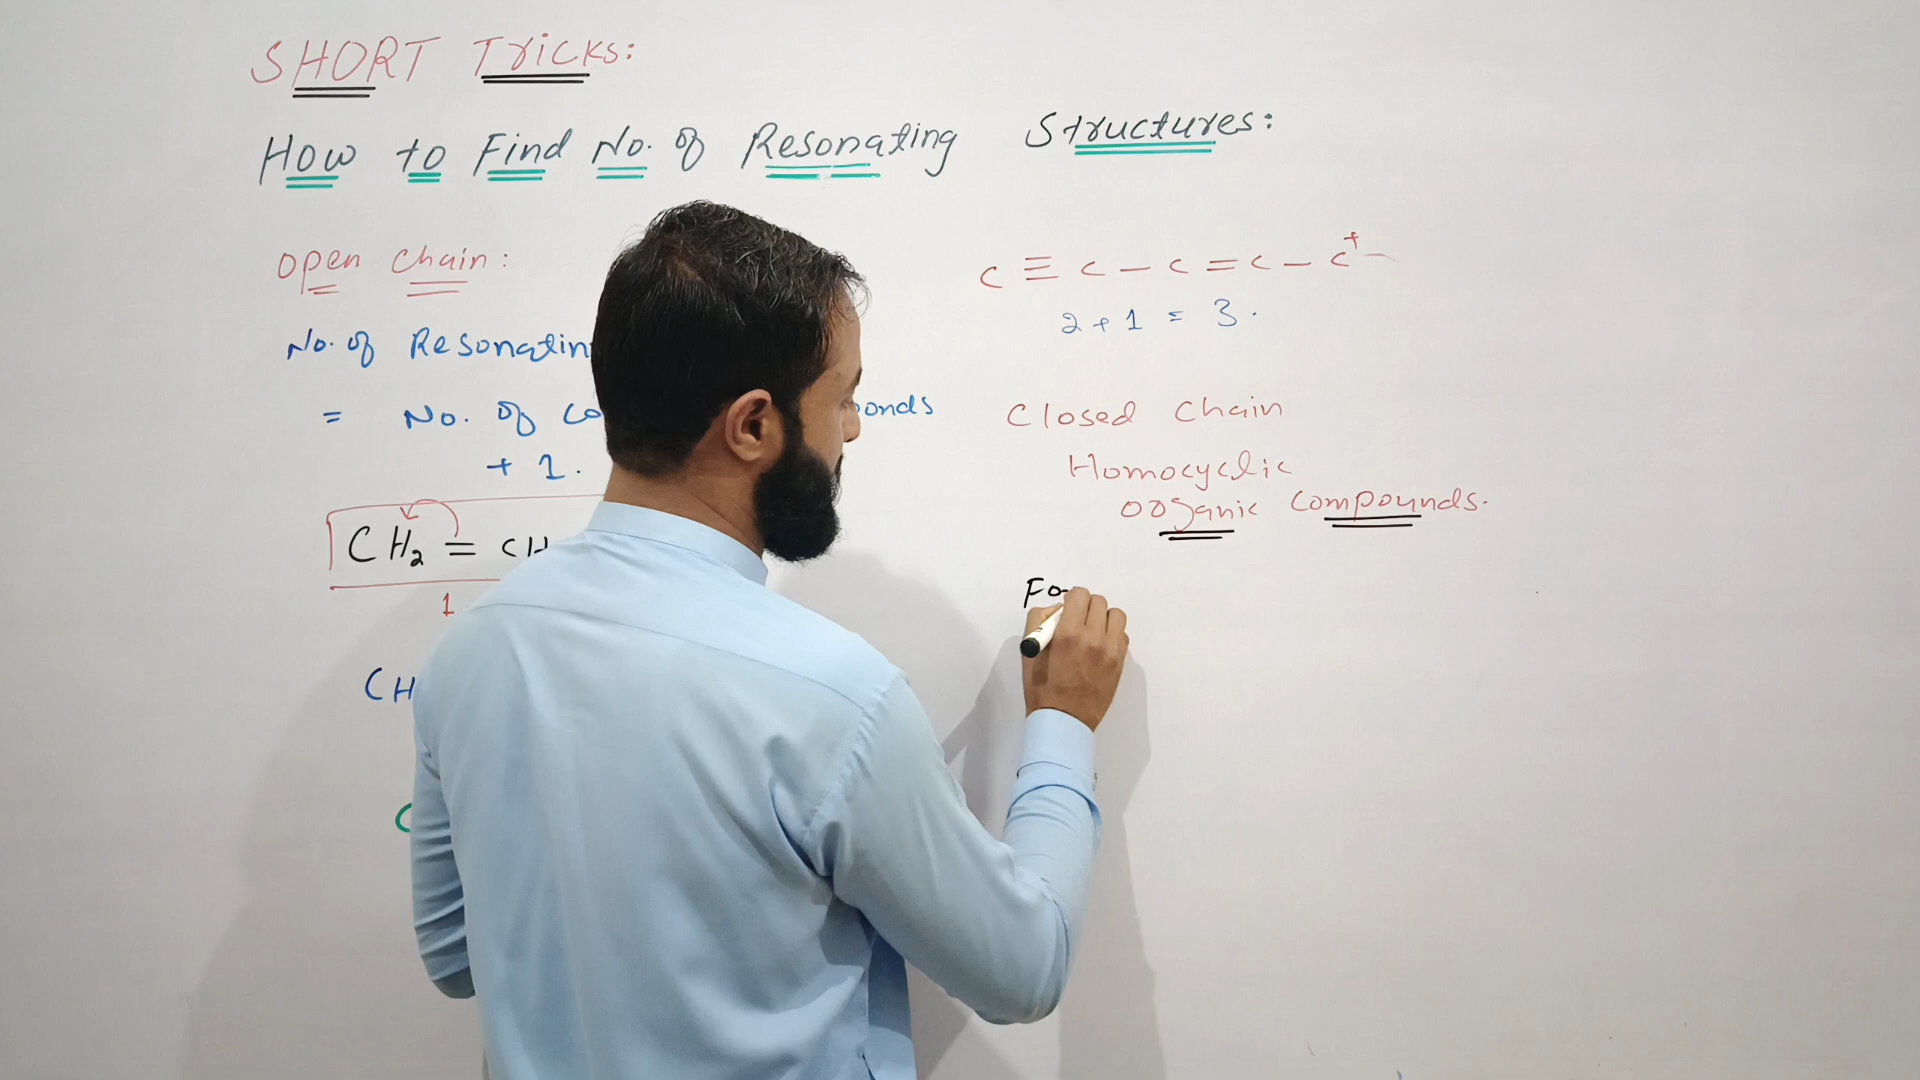 SHORT Tricks:
How to Find No. of Resonating Structures:
Open Chain:
No. of Resonatin
= No. of co onds
+ 1.
CH₂ = CH
1
CH
C
C ≡ C – C = C – C⁺ –
2 + 1 = 3.
Closed Chain
Homocyclic
organic compounds.
Fo